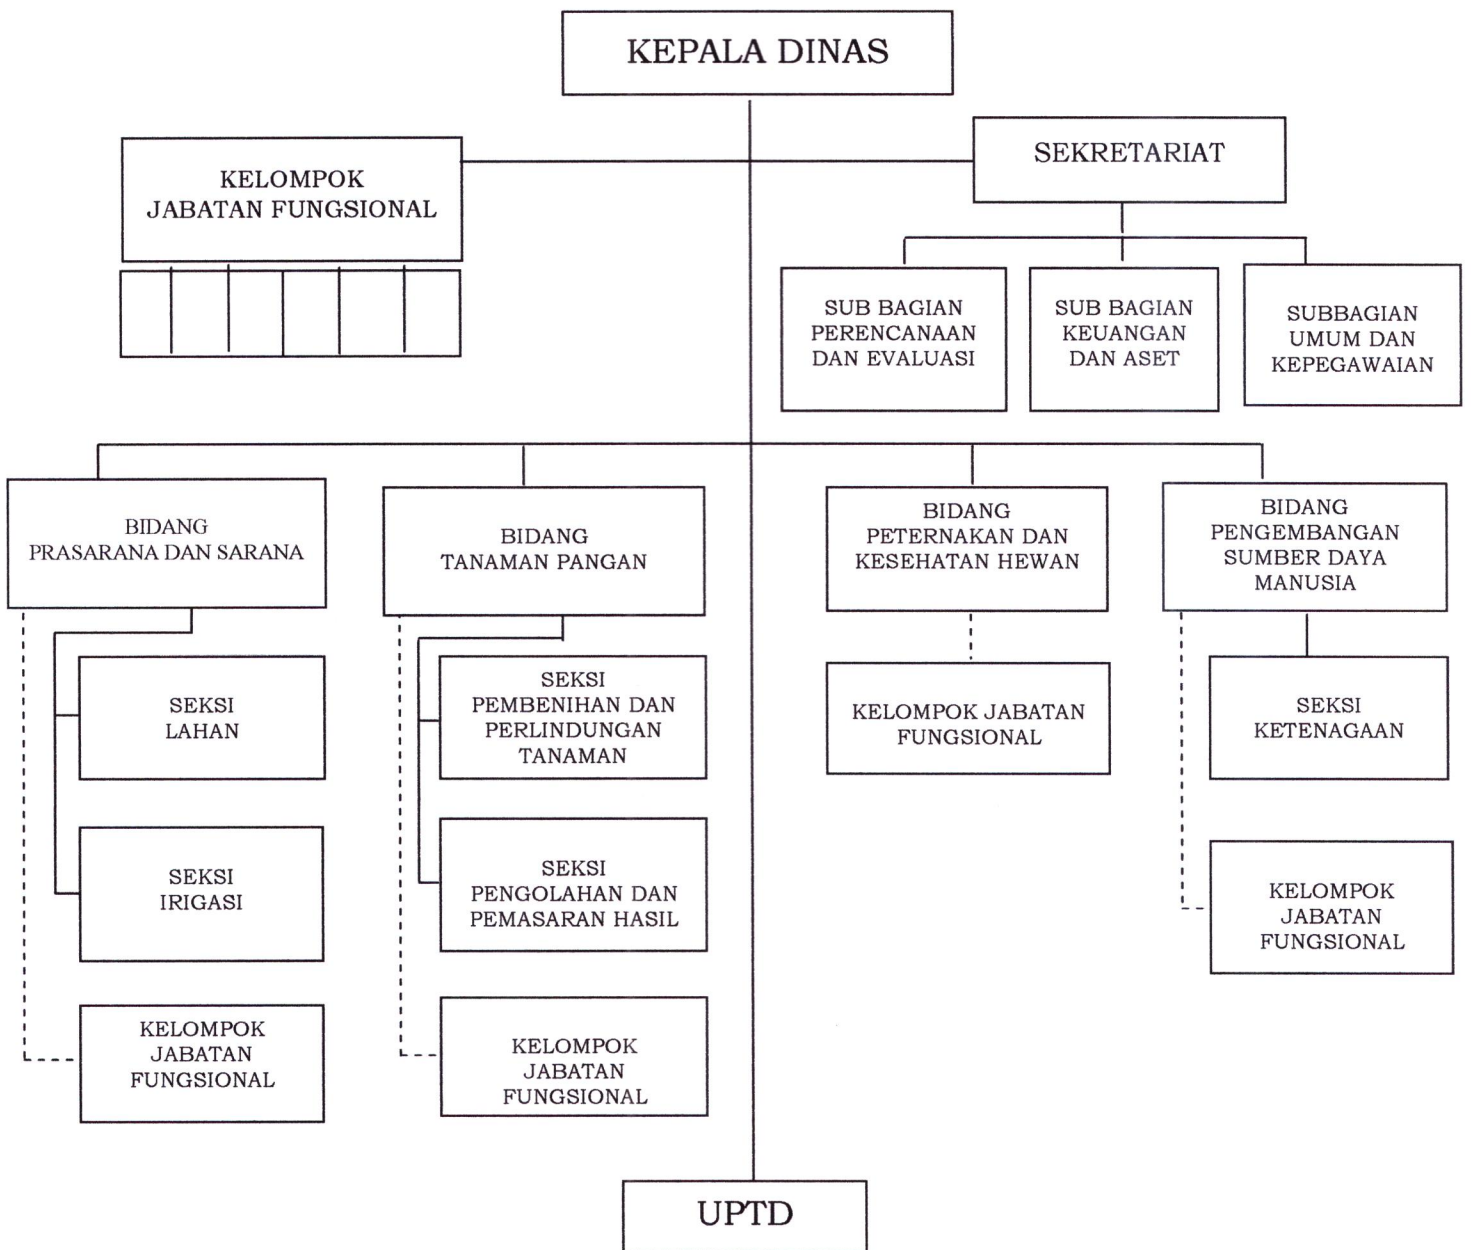 KEPALA DINAS
KELOMPOK
JABATAN FUNGSIONAL
SEKRETARIAT
SUB BAGIAN
PERENCANAAN
DAN EVALUASI
SUB BAGIAN
KEUANGAN
DAN ASET
SUBBAGIAN
UMUM DAN
KEPEGAWAIAN
BIDANG
PRASARANA DAN SARANA
BIDANG
TANAMAN PANGAN
BIDANG
PETERNAKAN DAN
KESEHATAN HEWAN
BIDANG
PENGEMBANGAN
SUMBER DAYA
MANUSIA
SEKSI
LAHAN
SEKSI
PEMBENIHAN DAN
PERLINDUNGAN
TANAMAN
KELOMPOK JABATAN
FUNGSIONAL
SEKSI
KETENAGAAN
SEKSI
IRIGASI
SEKSI
PENGOLAHAN DAN
PEMASARAN HASIL
KELOMPOK
JABATAN
FUNGSIONAL
KELOMPOK
JABATAN
FUNGSIONAL
KELOMPOK
JABATAN
FUNGSIONAL
UPTD